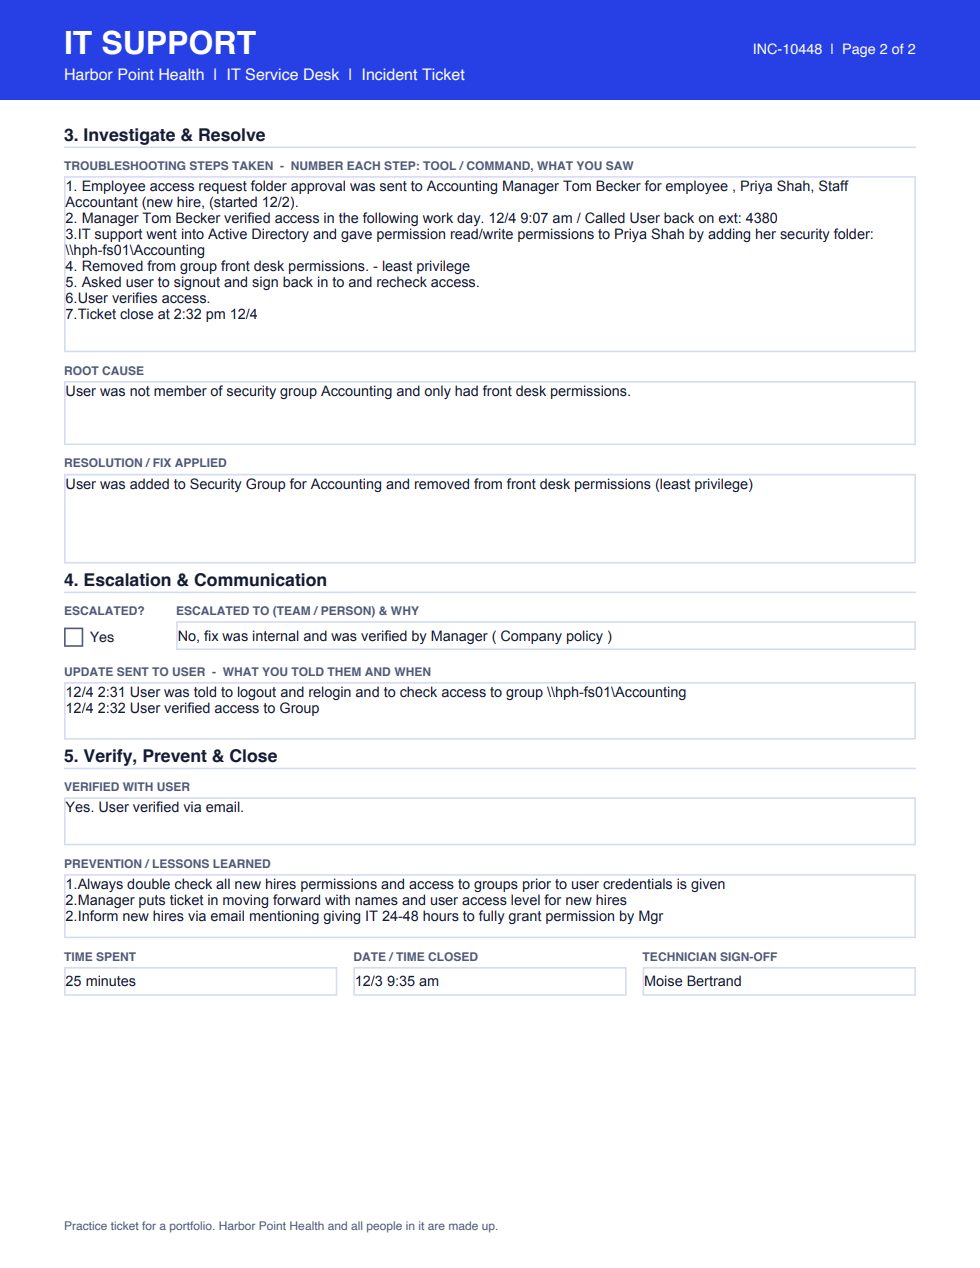 IT SUPPORT
INC-10448 | Page 2 of 2
Harbor Point Health | IT Service Desk | Incident Ticket
3. Investigate & Resolve
TROUBLESHOOTING STEPS TAKEN - NUMBER EACH STEP: TOOL / COMMAND, WHAT YOU SAW
1. Employee access request folder approval was sent to Accounting Manager Tom Becker for employee , Priya Shah, Staff
Accountant (new hire, (started 12/2).
2. Manager Tom Becker verified access in the following work day. 12/4 9:07 am / Called User back on ext: 4380
3.IT support went into Active Directory and gave permission read/write permissions to Priya Shah by adding her security folder:
\\hph-fs01\Accounting
4. Removed from group front desk permissions. - least privilege
5. Asked user to signout and sign back in to and recheck access.
6.User verifies access.
7.Ticket close at 2:32 pm 12/4
ROOT CAUSE
User was not member of security group Accounting and only had front desk permissions.
RESOLUTION / FIX APPLIED
User was added to Security Group for Accounting and removed from front desk permissions (least privilege)
4. Escalation & Communication
ESCALATED? ESCALATED TO (TEAM / PERSON) & WHY
Yes No, fix was internal and was verified by Manager ( Company policy )
UPDATE SENT TO USER - WHAT YOU TOLD THEM AND WHEN
12/4 2:31 User was told to logout and relogin and to check access to group \\hph-fs01\Accounting
12/4 2:32 User verified access to Group
5. Verify, Prevent & Close
VERIFIED WITH USER
Yes. User verified via email.
PREVENTION / LESSONS LEARNED
1.Always double check all new hires permissions and access to groups prior to user credentials is given
2.Manager puts ticket in moving forward with names and user access level for new hires
2.Inform new hires via email mentioning giving IT 24-48 hours to fully grant permission by Mgr
TIME SPENT DATE / TIME CLOSED TECHNICIAN SIGN-OFF
25 minutes 12/3 9:35 am Moise Bertrand
Practice ticket for a portfolio. Harbor Point Health and all people in it are made up.